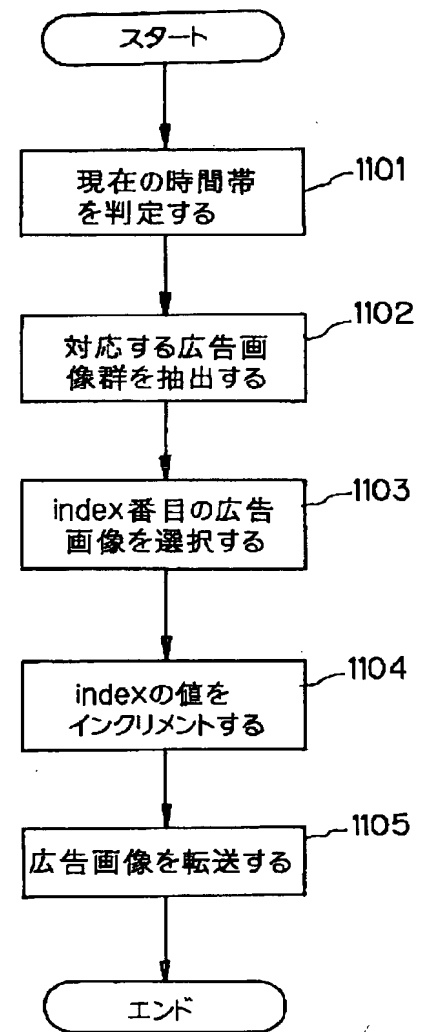 スタート
現在の時間帯
を判定する
1101
対応する広告画
像群を抽出する
1102
index番目の広告
画像を選択する
1103
indexの値を
インクリメントする
1104
広告画像を転送する
1105
エンド